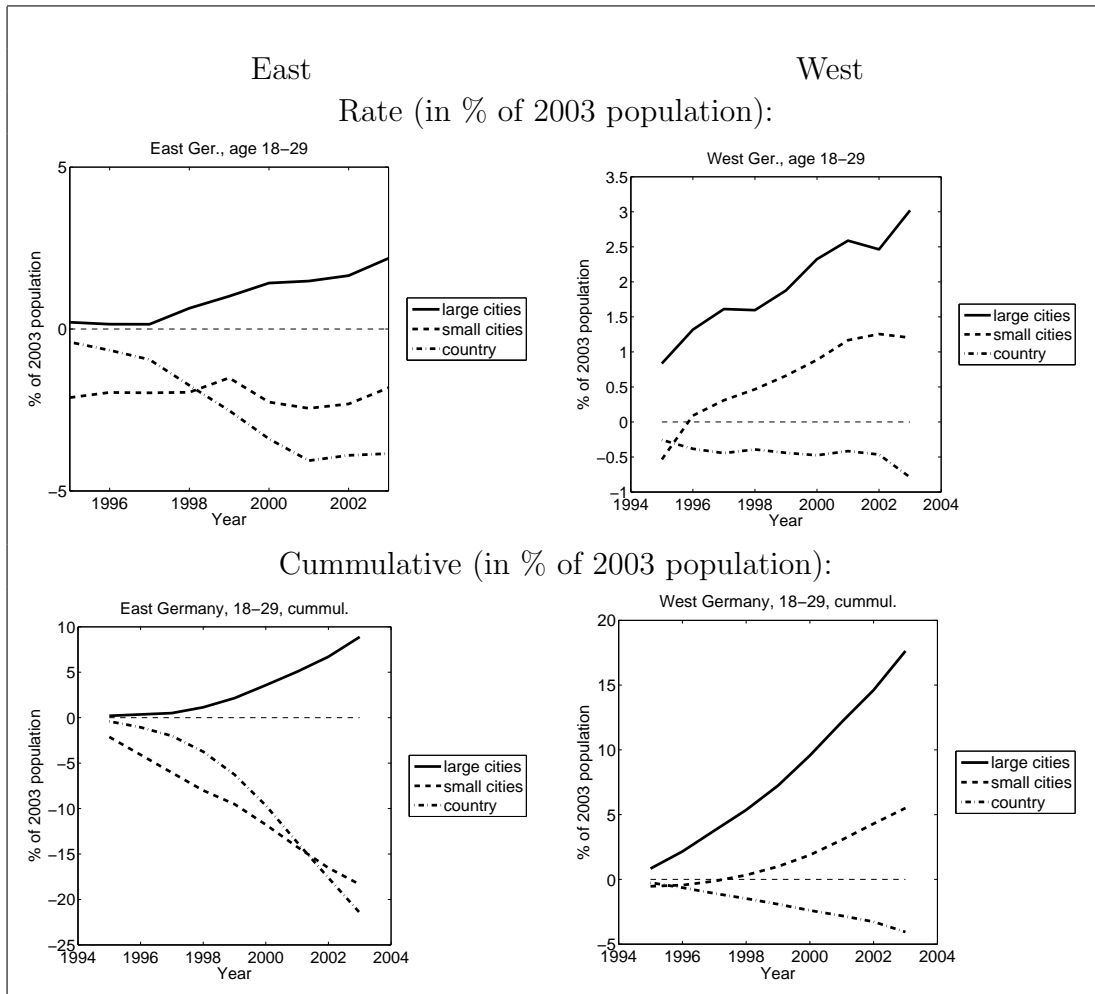 East
West
Rate (in % of 2003 population):
East Ger., age 18−29
5
0
−5
1996
1998
2000
2002
Year
% of 2003 population
large cities
small cities
country
West Ger., age 18−29
3.5
3
2.5
2
1.5
1
0.5
0
−0.5
−1
1994
1996
1998
2000
2002
2004
Year
% of 2003 population
large cities
small cities
country
Cummulative (in % of 2003 population):
East Germany, 18−29, cummul.
10
5
0
−5
−10
−15
−20
−25
1994
1996
1998
2000
2002
2004
Year
% of 2003 population
large cities
small cities
country
West Germany, 18−29, cummul.
20
15
10
5
0
−5
1994
1996
1998
2000
2002
2004
Year
% of 2003 population
large cities
small cities
country